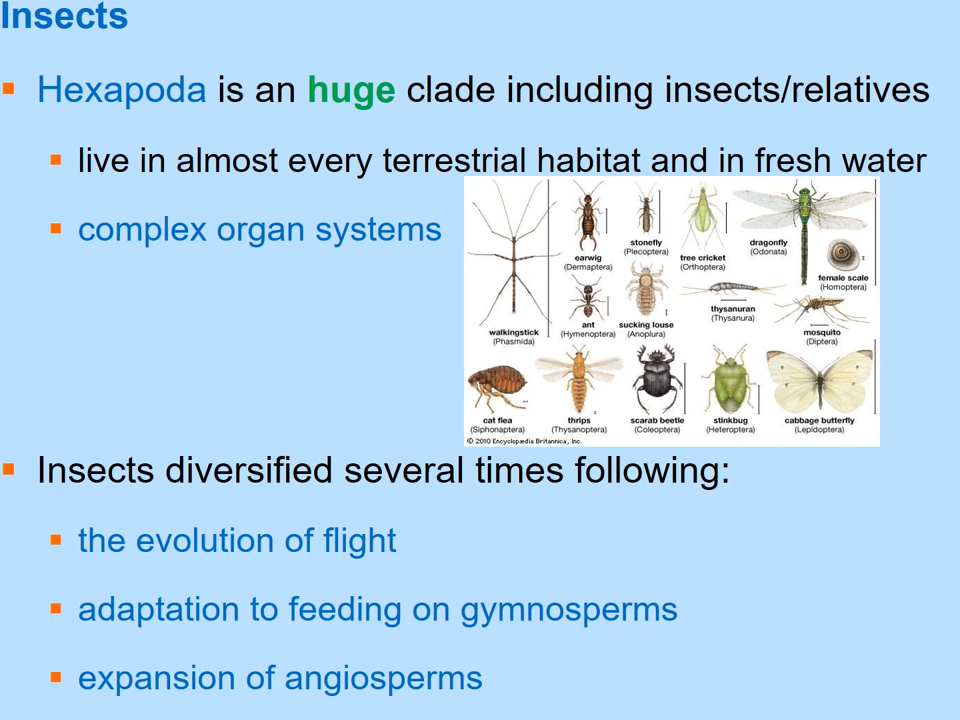 Insects
Hexapoda is an huge clade including insects/relatives
live in almost every terrestrial habitat and in fresh water
complex organ systems
walkingstick
(Phasmida)
earwig
(Dermaptera)
stonefly
(Plecoptera)
tree cricket
(Orthoptera)
dragonfly
(Odonata)
female scale
(Homoptera)
ant
(Hymenoptera)
sucking louse
(Anoplura)
thysanuran
(Thysanura)
mosquito
(Diptera)
cat flea
(Siphonaptera)
thrips
(Thysanoptera)
scarab beetle
(Coleoptera)
stinkbug
(Heteroptera)
cabbage butterfly
(Lepidoptera)
© 2010 Encyclopædia Britannica, Inc.
Insects diversified several times following:
the evolution of flight
adaptation to feeding on gymnosperms
expansion of angiosperms